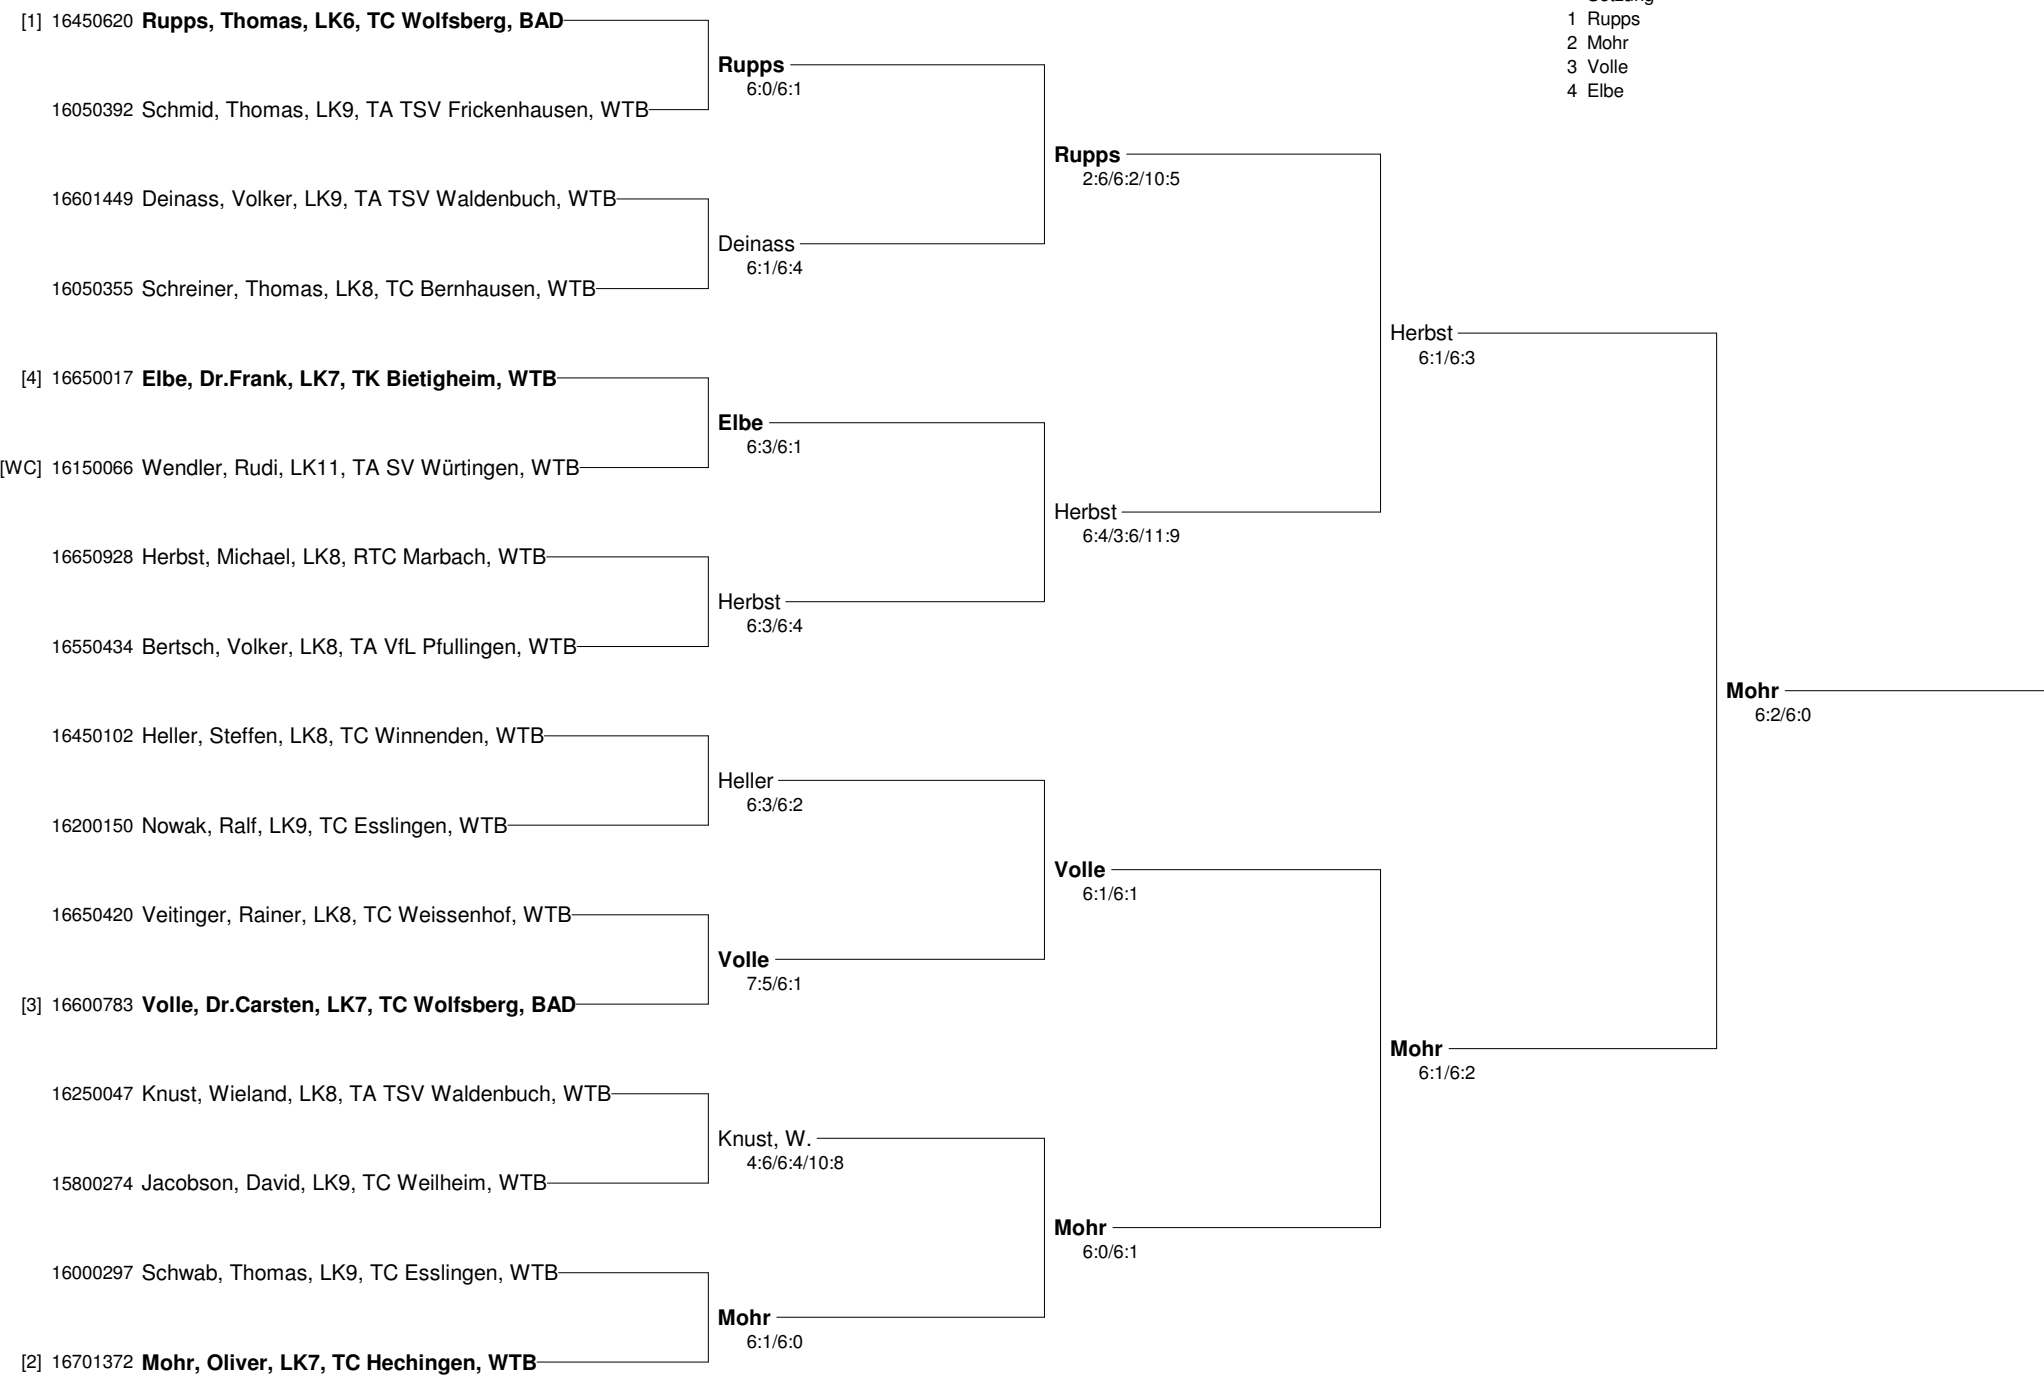 Setzung
1 Rupps
2 Mohr
3 Volle
4 Elbe
[1] 16450620 Rupps, Thomas, LK6, TC Wolfsberg, BAD
Rupps
6:0/6:1
16050392 Schmid, Thomas, LK9, TA TSV Frickenhausen, WTB
Rupps
2:6/6:2/10:5
16601449 Deinass, Volker, LK9, TA TSV Waldenbuch, WTB
Deinass
6:1/6:4
16050355 Schreiner, Thomas, LK8, TC Bernhausen, WTB
Herbst
6:1/6:3
[4] 16650017 Elbe, Dr.Frank, LK7, TK Bietigheim, WTB
Elbe
6:3/6:1
[WC] 16150066 Wendler, Rudi, LK11, TA SV Würtingen, WTB
Herbst
6:4/3:6/11:9
16650928 Herbst, Michael, LK8, RTC Marbach, WTB
Herbst
6:3/6:4
16550434 Bertsch, Volker, LK8, TA VfL Pfullingen, WTB
Mohr
6:2/6:0
16450102 Heller, Steffen, LK8, TC Winnenden, WTB
Heller
6:3/6:2
16200150 Nowak, Ralf, LK9, TC Esslingen, WTB
Volle
6:1/6:1
16650420 Veitinger, Rainer, LK8, TC Weissenhof, WTB
Volle
7:5/6:1
[3] 16600783 Volle, Dr.Carsten, LK7, TC Wolfsberg, BAD
Mohr
6:1/6:2
16250047 Knust, Wieland, LK8, TA TSV Waldenbuch, WTB
Knust, W.
4:6/6:4/10:8
15800274 Jacobson, David, LK9, TC Weilheim, WTB
Mohr
6:0/6:1
16000297 Schwab, Thomas, LK9, TC Esslingen, WTB
Mohr
6:1/6:0
[2] 16701372 Mohr, Oliver, LK7, TC Hechingen, WTB